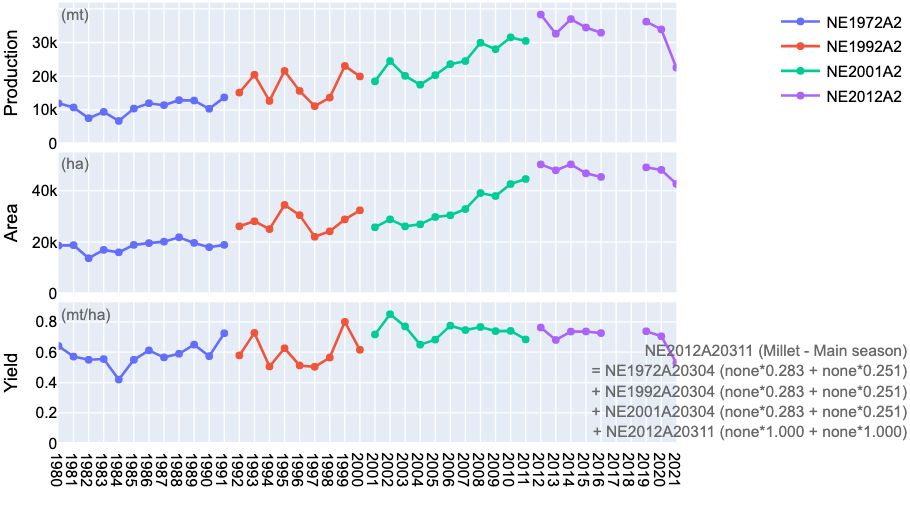 (mt)
Production
30k
20k
10k
0
NE1972A2
NE1992A2
NE2001A2
NE2012A2
(ha)
Area
40k
20k
0
(mt/ha)
Yield
0.8
0.6
0.4
0.2
0
NE2012A20311 (Millet - Main season)
= NE1972A20304 (none*0.283 + none*0.251)
+ NE1992A20304 (none*0.283 + none*0.251)
+ NE2001A20304 (none*0.283 + none*0.251)
+ NE2012A20311 (none*1.000 + none*1.000)
1980
1981
1982
1983
1984
1985
1986
1987
1988
1989
1990
1991
1992
1993
1994
1995
1996
1997
1998
1999
2000
2001
2002
2003
2004
2005
2006
2007
2008
2009
2010
2011
2012
2013
2014
2015
2016
2017
2018
2019
2020
2021